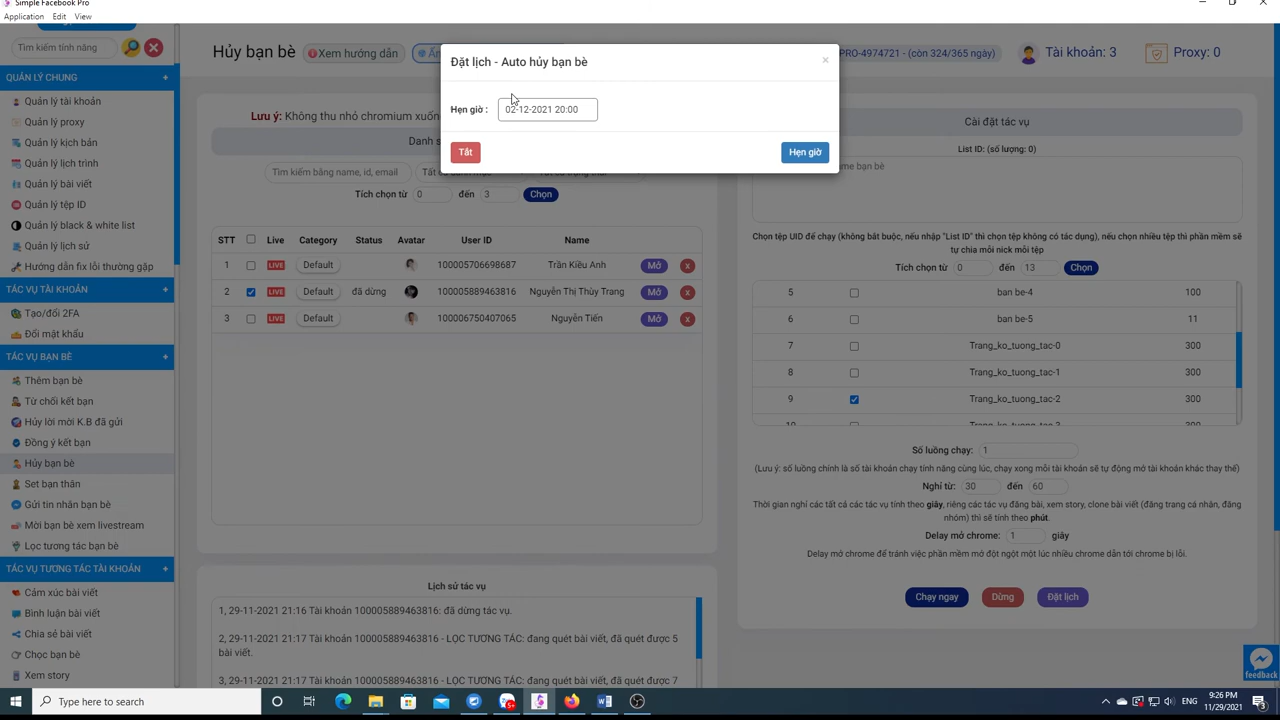 Simple Facebook Pro
Application Edit View
Tìm kiếm tính năng
QUẢN LÝ CHUNG +
Quản lý tài khoản
Quản lý proxy
Quản lý kịch bản
Quản lý lịch trình
Quản lý bài viết
Quản lý tệp ID
Quản lý black & white list
Quản lý lịch sử
Hướng dẫn fix lỗi thường gặp
TÁC VỤ TÀI KHOẢN +
Tạo/đổi 2FA
Đổi mật khẩu
TÁC VỤ BẠN BÈ +
Thêm bạn bè
Từ chối kết bạn
Hủy lời mời K.B đã gửi
Đồng ý kết bạn
Hủy bạn bè
Set bạn thân
Gửi tin nhắn bạn bè
Mời bạn bè xem livestream
Lọc tương tác bạn bè
TÁC VỤ TƯƠNG TÁC TÀI KHOẢN +
Cảm xúc bài viết
Bình luận bài viết
Chia sẻ bài viết
Chọc bạn bè
Xem story
Hủy bạn bè
Xem hướng dẫn
PRO-4974721 - (còn 324/365 ngày)
Tài khoản: 3
Proxy: 0
Đặt lịch - Auto hủy bạn bè ×
Hẹn giờ : 02-12-2021 20:00
Tắt Hẹn giờ
Lưu ý: Không thu nhỏ chromium xuốn
Danh s
Tìm kiếm bằng name, id, email
Tích chọn từ 0 đến 3 Chọn
STT Live Category Status Avatar User ID Name
1 LIVE Default 100005706698687 Trần Kiều Anh Mở x
2 LIVE Default đã dừng 100005889463816 Nguyễn Thị Thùy Trang Mở x
3 LIVE Default 100006750407065 Nguyễn Tiến Mở x
Lịch sử tác vụ
1, 29-11-2021 21:16 Tài khoản 100005889463816: đã dừng tác vụ.
2, 29-11-2021 21:17 Tài khoản 100005889463816 - LỌC TƯƠNG TÁC: đang quét bài viết, đã quét được 5
bài viết.
3, 29-11-2021 21:17 Tài khoản 100005889463816 - LỌC TƯƠNG TÁC: đang quét bài viết, đã quét được 7
Cài đặt tác vụ
List ID: (số lượng: 0)
me bạn bè
Chọn tệp UID để chạy (không bắt buộc, nếu nhập "List ID" thì chọn tệp không có tác dụng), nếu chọn nhiều tệp thì phần mềm sẽ
tự chia mỗi nick mỗi tệp
Tích chọn từ 0 đến 13 Chọn
5 ban be-4 100
6 ban be-5 11
7 Trang_ko_tuong_tac-0 300
8 Trang_ko_tuong_tac-1 300
9 Trang_ko_tuong_tac-2 300
10 Trang_ko_tuong_tac-3 300
Số luồng chạy: 1
(Lưu ý: số luồng chính là số tài khoản chạy tính năng cùng lúc, chạy xong mỗi tài khoản sẽ tự động mở tài khoản khác thay thế)
Nghỉ từ: 30 đến 60
Thời gian nghỉ các tất cả các tác vụ tính theo giây, riêng các tác vụ đăng bài, xem story, clone bài viết (đăng trang cá nhân, đăng
nhóm) thì sẽ tính theo phút.
Delay mở chrome: 1 giây
Delay mở chrome để tránh việc phần mềm mở đột ngột một lúc nhiều chrome dẫn tới chrome bị lỗi.
Chạy ngay Dừng Đặt lịch
feedback
Type here to search
ENG
9:26 PM
11/29/2021